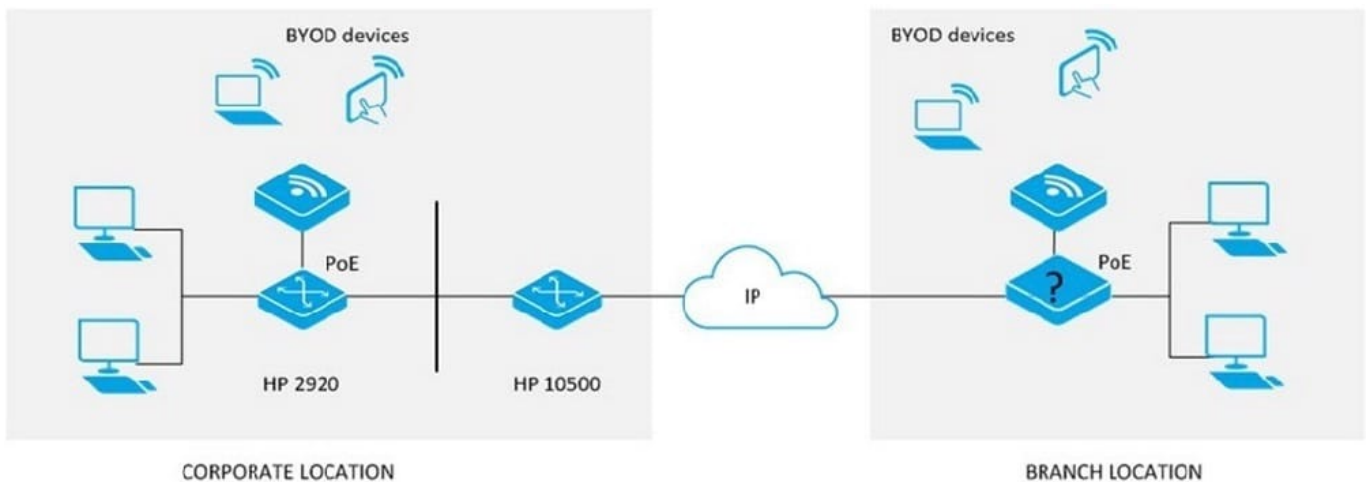 BYOD devices
BYOD devices
PoE
IP
?
PoE
HP 2920
HP 10500
CORPORATE LOCATION
BRANCH LOCATION